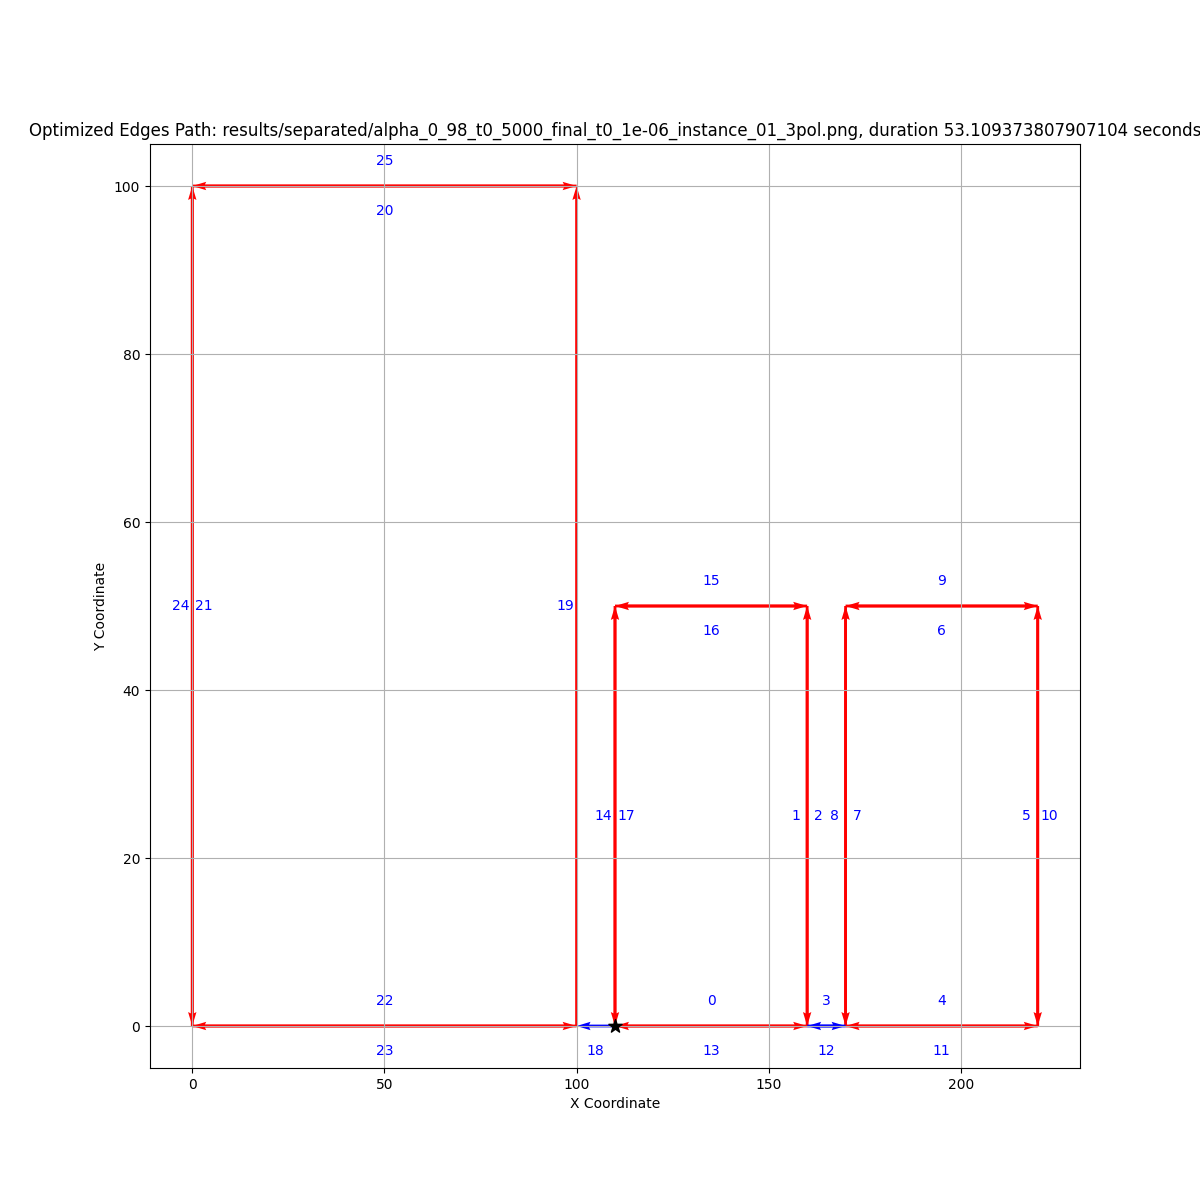 Optimized Edges Path: results/separated/alpha_0_98_t0_5000_final_t0_1e-06_instance_01_3pol.png, duration 53.109373807907104 seconds
25
100
20
80
60
24 21 19
15 9
16 6
Y Coordinate
40
14 17 1 2 8 7 5 10
20
22 0 3 4
0
23 18 13 12 11
0 50 100 150 200
X Coordinate